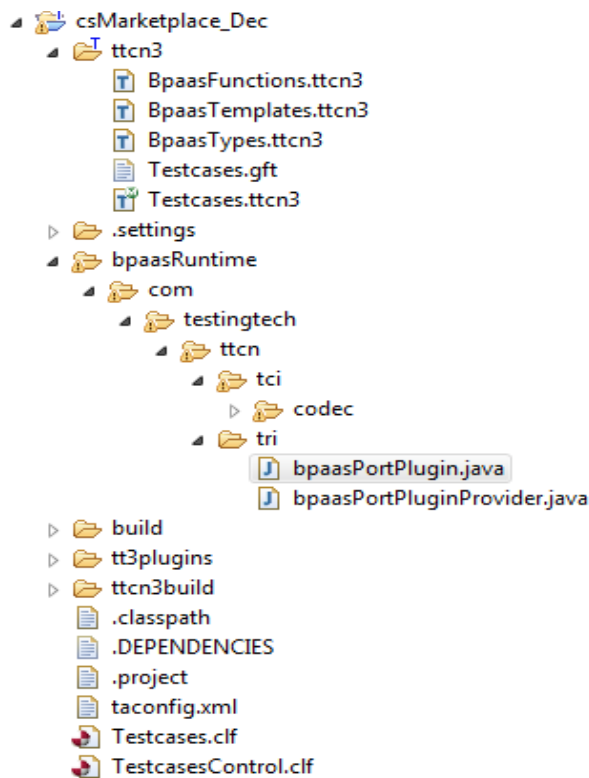 csMarketplace_Dec
ttcn3
BpaasFunctions.ttcn3
BpaasTemplates.ttcn3
BpaasTypes.ttcn3
Testcases.gft
Testcases.ttcn3
.settings
bpaasRuntime
com
testingtech
ttcn
tci
codec
tri
bpaasPortPlugin.java
bpaasPortPluginProvider.java
build
tt3plugins
ttcn3build
.classpath
.DEPENDENCIES
.project
taconfig.xml
Testcases.clf
TestcasesControl.clf